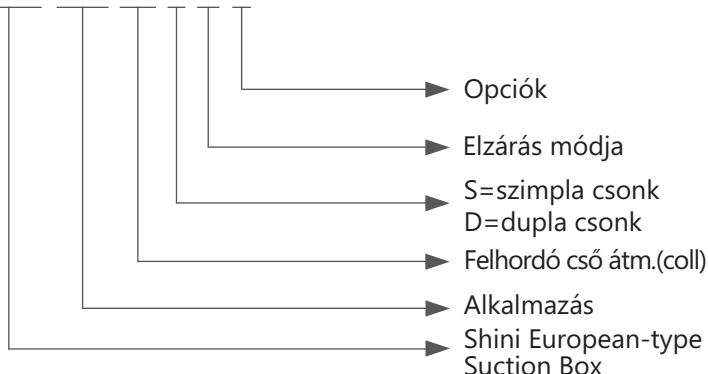 Opciók
Elzárás módja
S=szimpla csonk
D=dupla csonk
Felhordó cső átm.(coll)
Alkalmazás
Shini European-type
Suction Box